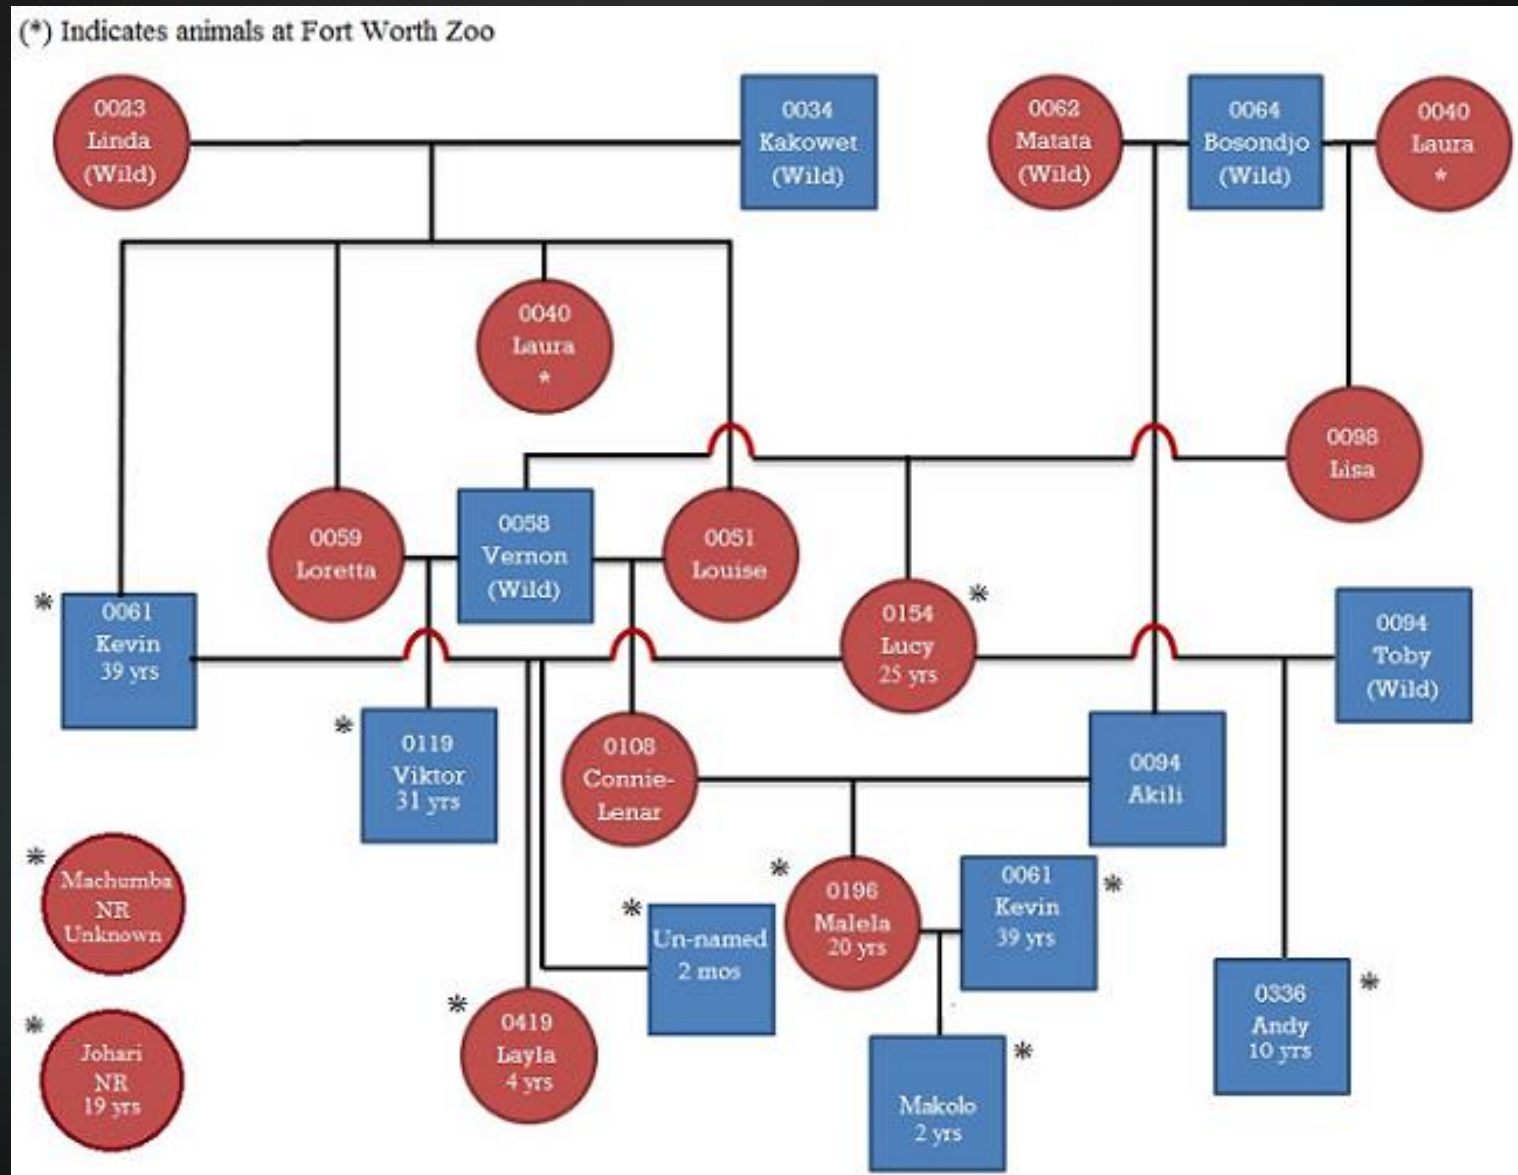 (*) Indicates animals at Fort Worth Zoo
0023
Linda
(Wild)
0034
Kakowet
(Wild)
0062
Matata
(Wild)
0064
Bosondjo
(Wild)
0040
Laura
*
0040
Laura
*
0098
Lisa
0059
Loretta
0058
Vernon
(Wild)
0051
Louise
*
0061
Kevin
39 yrs
*
0154
Lucy
25 yrs
0094
Toby
(Wild)
*
0119
Viktor
31 yrs
0108
Connie-
Lenar
0094
Akili
*
Machumba
NR
Unknown
*
Un-named
2 mos
*
0196
Malela
20 yrs
*
0061
Kevin
39 yrs
*
0336
Andy
10 yrs
*
Johari
NR
19 yrs
*
0419
Layla
4 yrs
*
Makolo
2 yrs